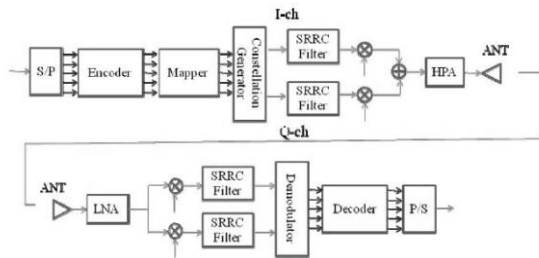 I-ch
S/P
Encoder
Mapper
Constellation
Generator
SRRC
Filter
SRRC
Filter
HPA
ANT
Q-ch
ANT
LNA
SRRC
Filter
SRRC
Filter
Demodulator
Decoder
P/S